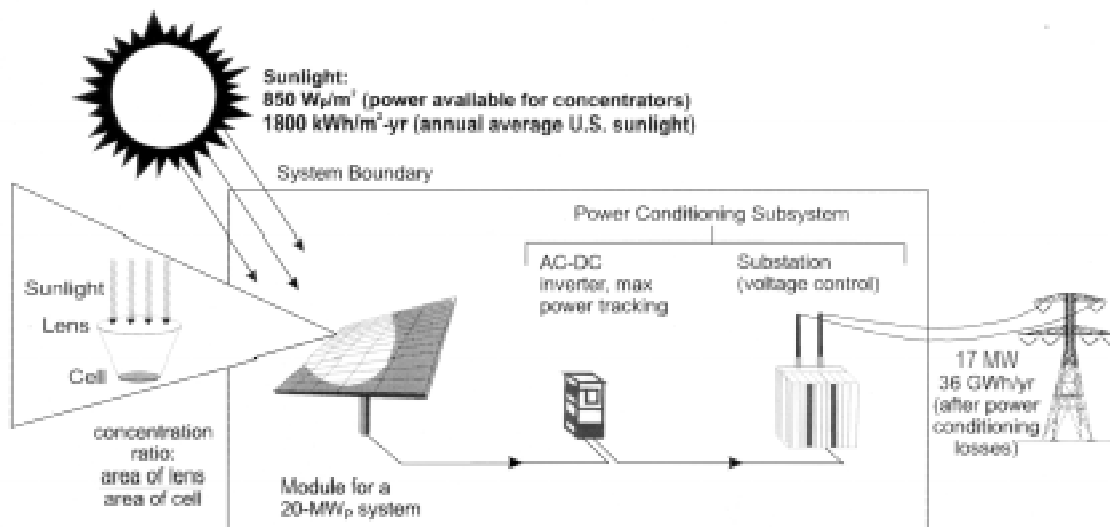 Sunlight:
850 Wₚ/m² (power available for concentrators)
1800 kWh/m²-yr (annual average U.S. sunlight)
System Boundary
Power Conditioning Subsystem
AC-DC
inverter, max
power tracking
Substation
(voltage control)
Sunlight
Lens
Cell
concentration
ratio:
area of lens
area of cell
Module for a
20-MWₚ system
17 MW
36 GWh/yr
(after power
conditioning
losses)